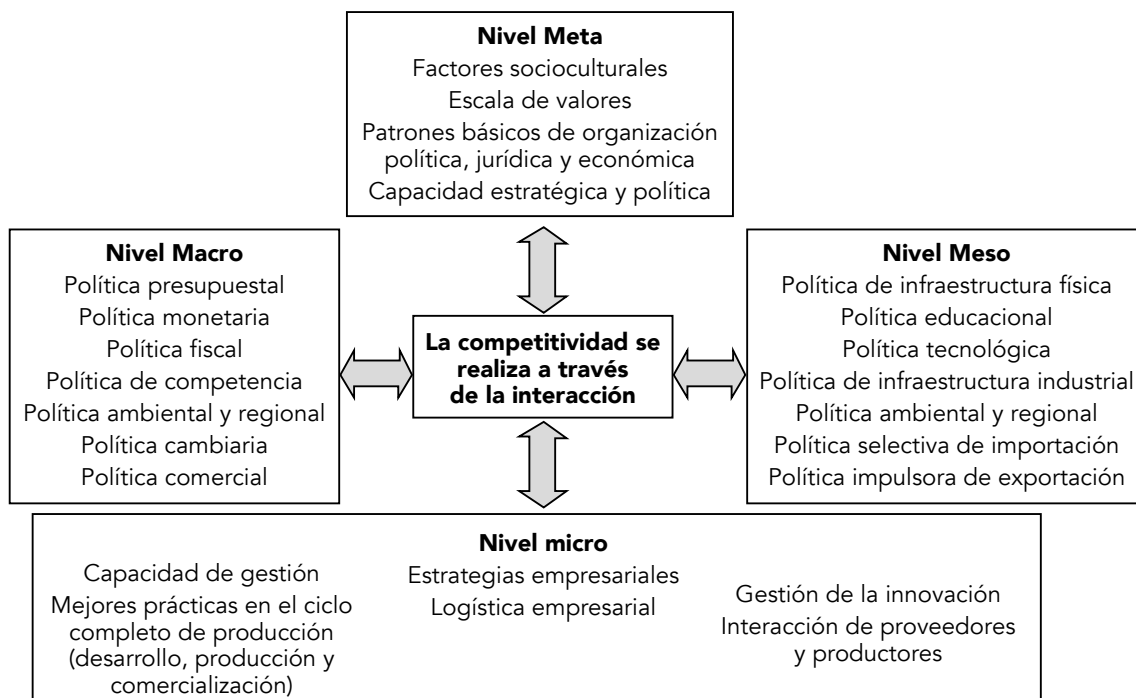 Nivel Meta
Factores socioculturales
Escala de valores
Patrones básicos de organización
política, jurídica y económica
Capacidad estratégica y política
Nivel Macro
Política presupuestal
Política monetaria
Política fiscal
Política de competencia
Política ambiental y regional
Política cambiaria
Política comercial
La competitividad se
realiza a través
de la interacción
Nivel Meso
Política de infraestructura física
Política educacional
Política tecnológica
Política de infraestructura industrial
Política ambiental y regional
Política selectiva de importación
Política impulsora de exportación
Nivel micro
Capacidad de gestión
Mejores prácticas en el ciclo
completo de producción
(desarrollo, producción y
comercialización)
Estrategias empresariales
Logística empresarial
Gestión de la innovación
Interacción de proveedores
y productores